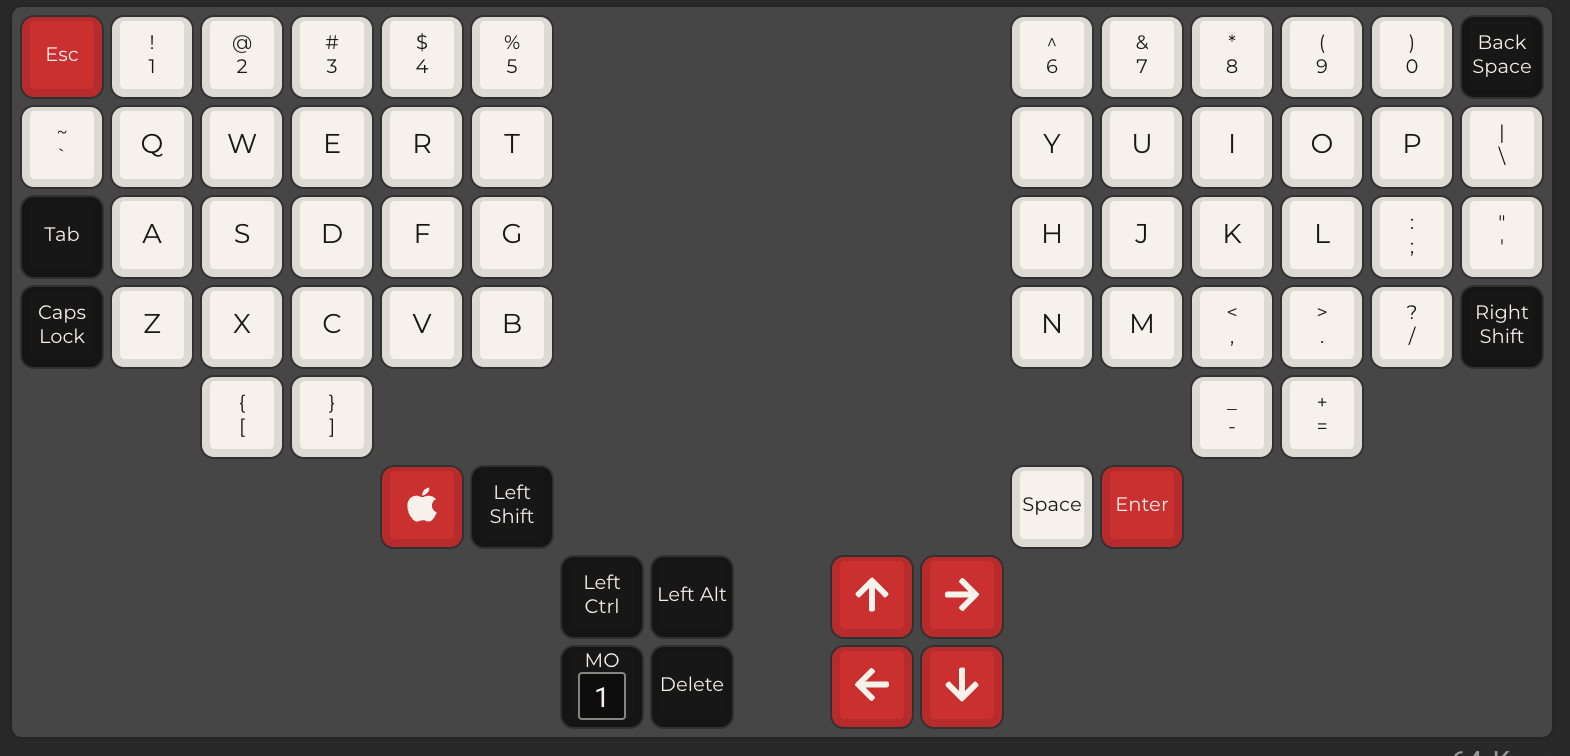 Esc ! @ # $ % ^ & * ( ) Back
1 2 3 4 5 6 7 8 9 0 Space
~ Q W E R T Y U I O P |
` \
Tab A S D F G H J K L : "
; '
Caps Z X C V B N M < > ? Right
Lock , . / Shift
{ } _ +
[ ] - =
Left Space Enter
Shift
Left Left Alt
Ctrl
MO Delete
1